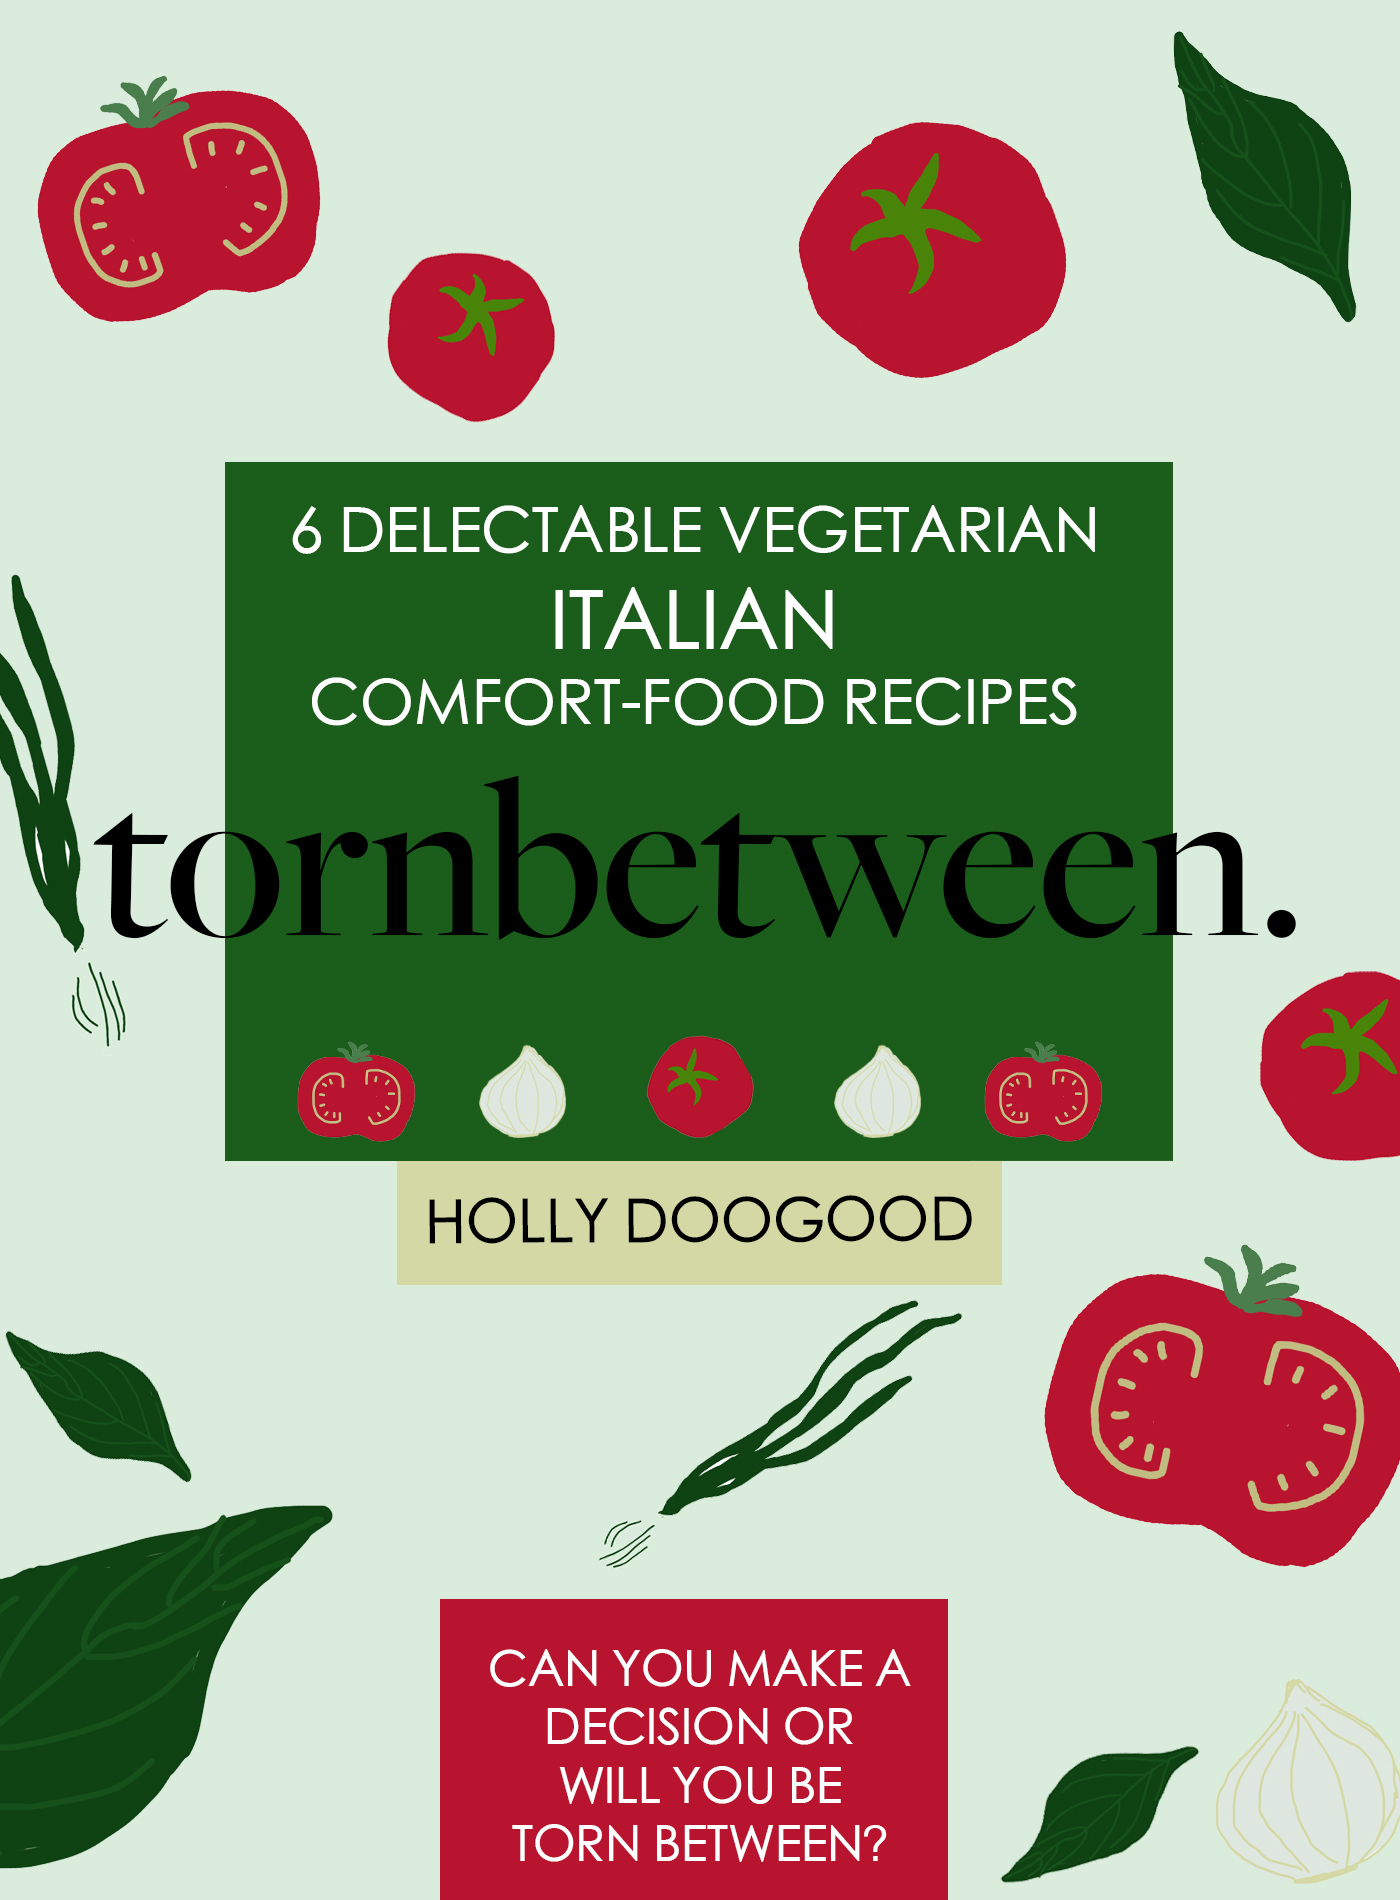 6 DELECTABLE VEGETARIAN
ITALIAN
COMFORT-FOOD RECIPES
tornbetween.
HOLLY DOOGOOD
CAN YOU MAKE A
DECISION OR
WILL YOU BE
TORN BETWEEN?